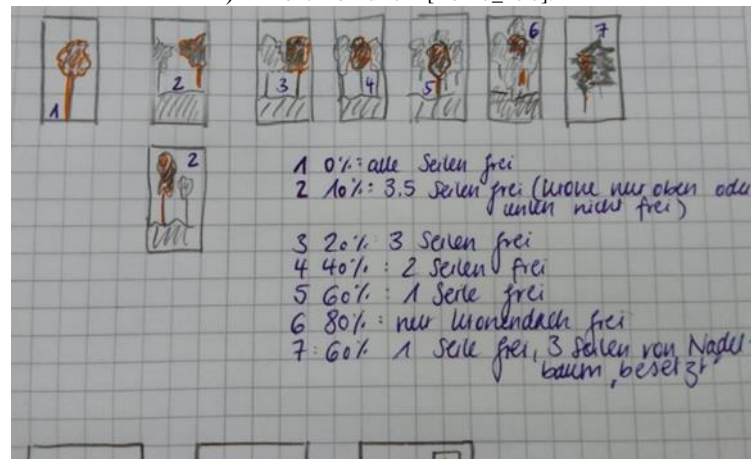 1
2
3
4
5
6
7
2
1 0%: alle Seiten frei
2 10%: 3.5 Seiten frei (Krone nur oben oder
unten nicht frei)
3 20%: 3 Seiten frei
4 40%: 2 Seiten frei
5 60%: 1 Seite frei
6 80%: nur Kronendach frei
7: 60% 1 Seite frei, 3 Seiten von Nadel-
baum "besetzt"